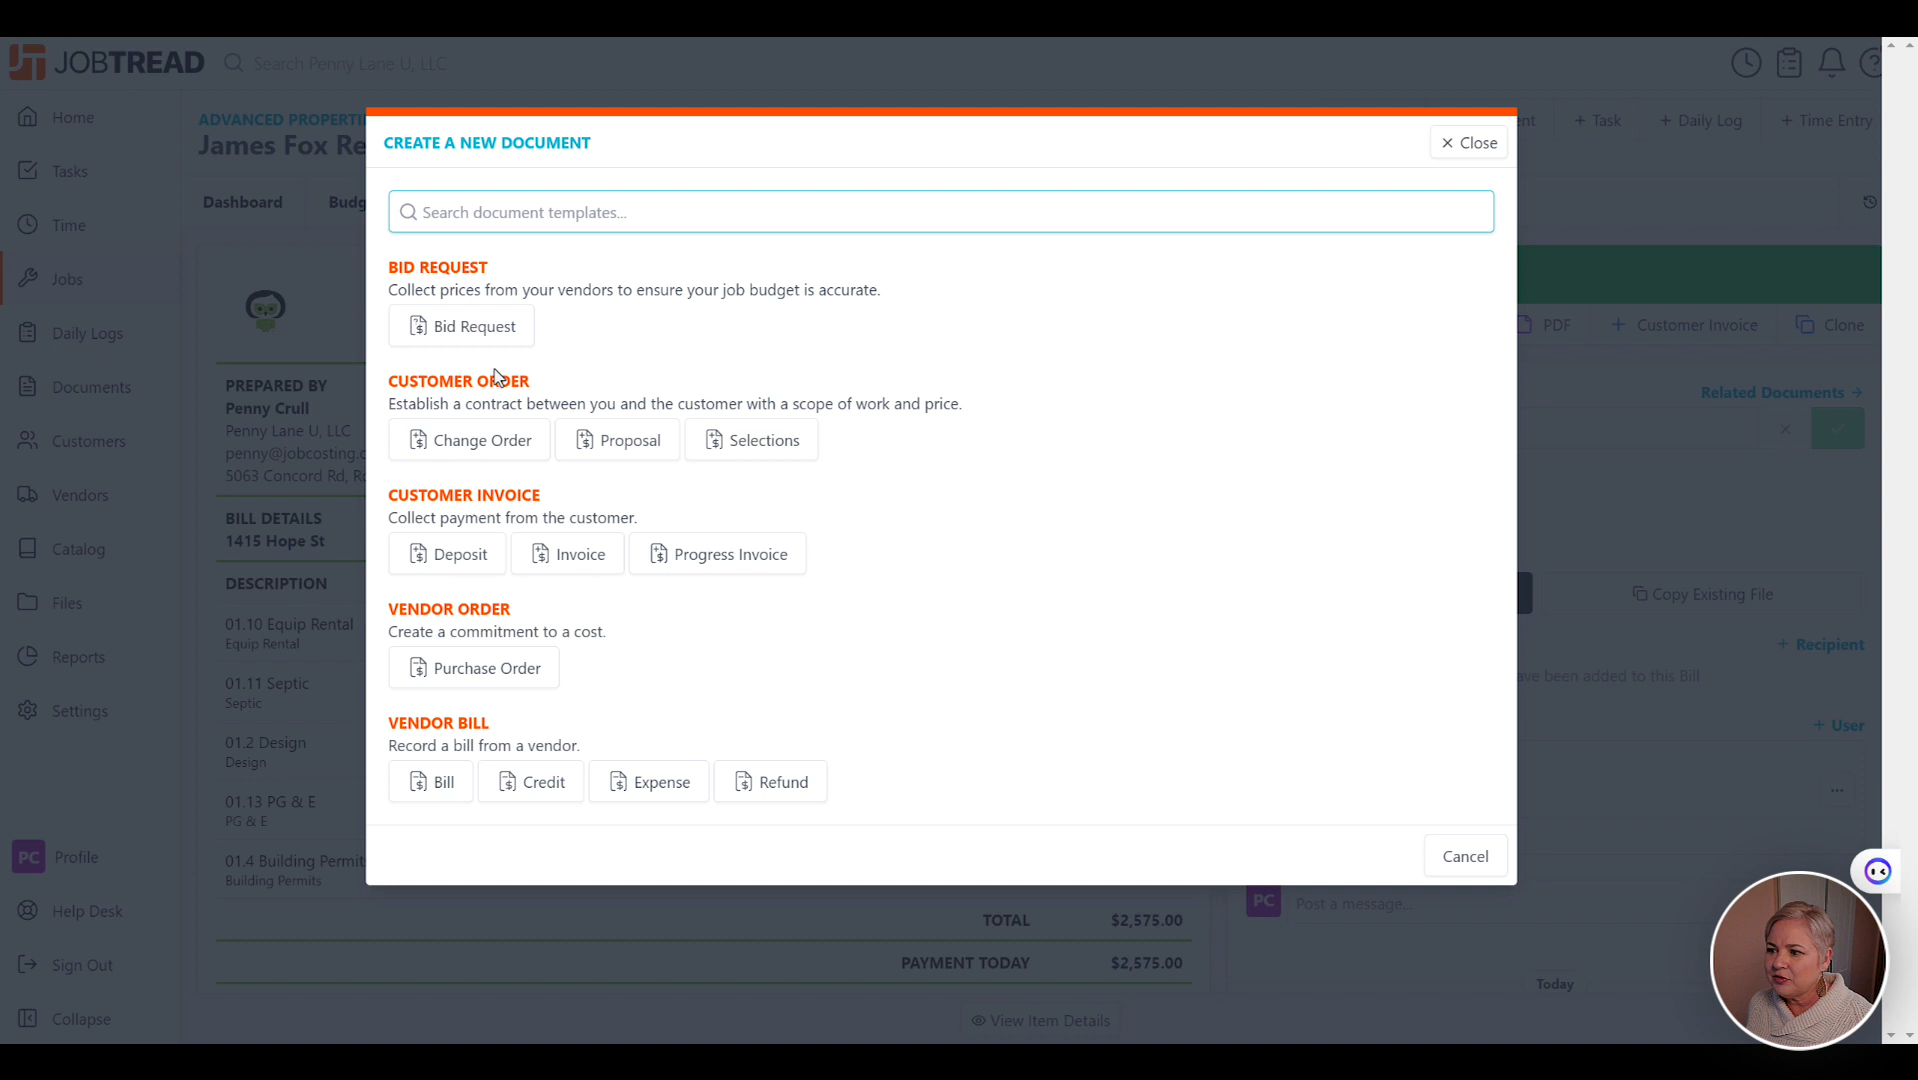 JOBTREAD
Search Penny Lane U, LLC
Home
Tasks
Time
Jobs
Daily Logs
Documents
Customers
Vendors
Catalog
Files
Reports
Settings
PC Profile
Help Desk
Sign Out
Collapse
ADVANCED PROPERTI
James Fox Re
Dashboard Budg
+ Task + Daily Log + Time Entry
PREPARED BY
Penny Crull
Penny Lane U, LLC
penny@jobcosting.c
5063 Concord Rd, Ro
BILL DETAILS
1415 Hope St
DESCRIPTION
01.10 Equip Rental
Equip Rental
01.11 Septic
Septic
01.2 Design
Design
01.13 PG & E
PG & E
01.4 Building Permits
Building Permits
CREATE A NEW DOCUMENT
× Close
Search document templates...
BID REQUEST
Collect prices from your vendors to ensure your job budget is accurate.
Bid Request
CUSTOMER ORDER
Establish a contract between you and the customer with a scope of work and price.
Change Order Proposal Selections
CUSTOMER INVOICE
Collect payment from the customer.
Deposit Invoice Progress Invoice
VENDOR ORDER
Create a commitment to a cost.
Purchase Order
VENDOR BILL
Record a bill from a vendor.
Bill Credit Expense Refund
Cancel
TOTAL $2,575.00
PAYMENT TODAY $2,575.00
View Item Details
PDF + Customer Invoice Clone
Related Documents
Copy Existing File
+ Recipient
ave been added to this Bill
+ User
PC Post a message...
Today